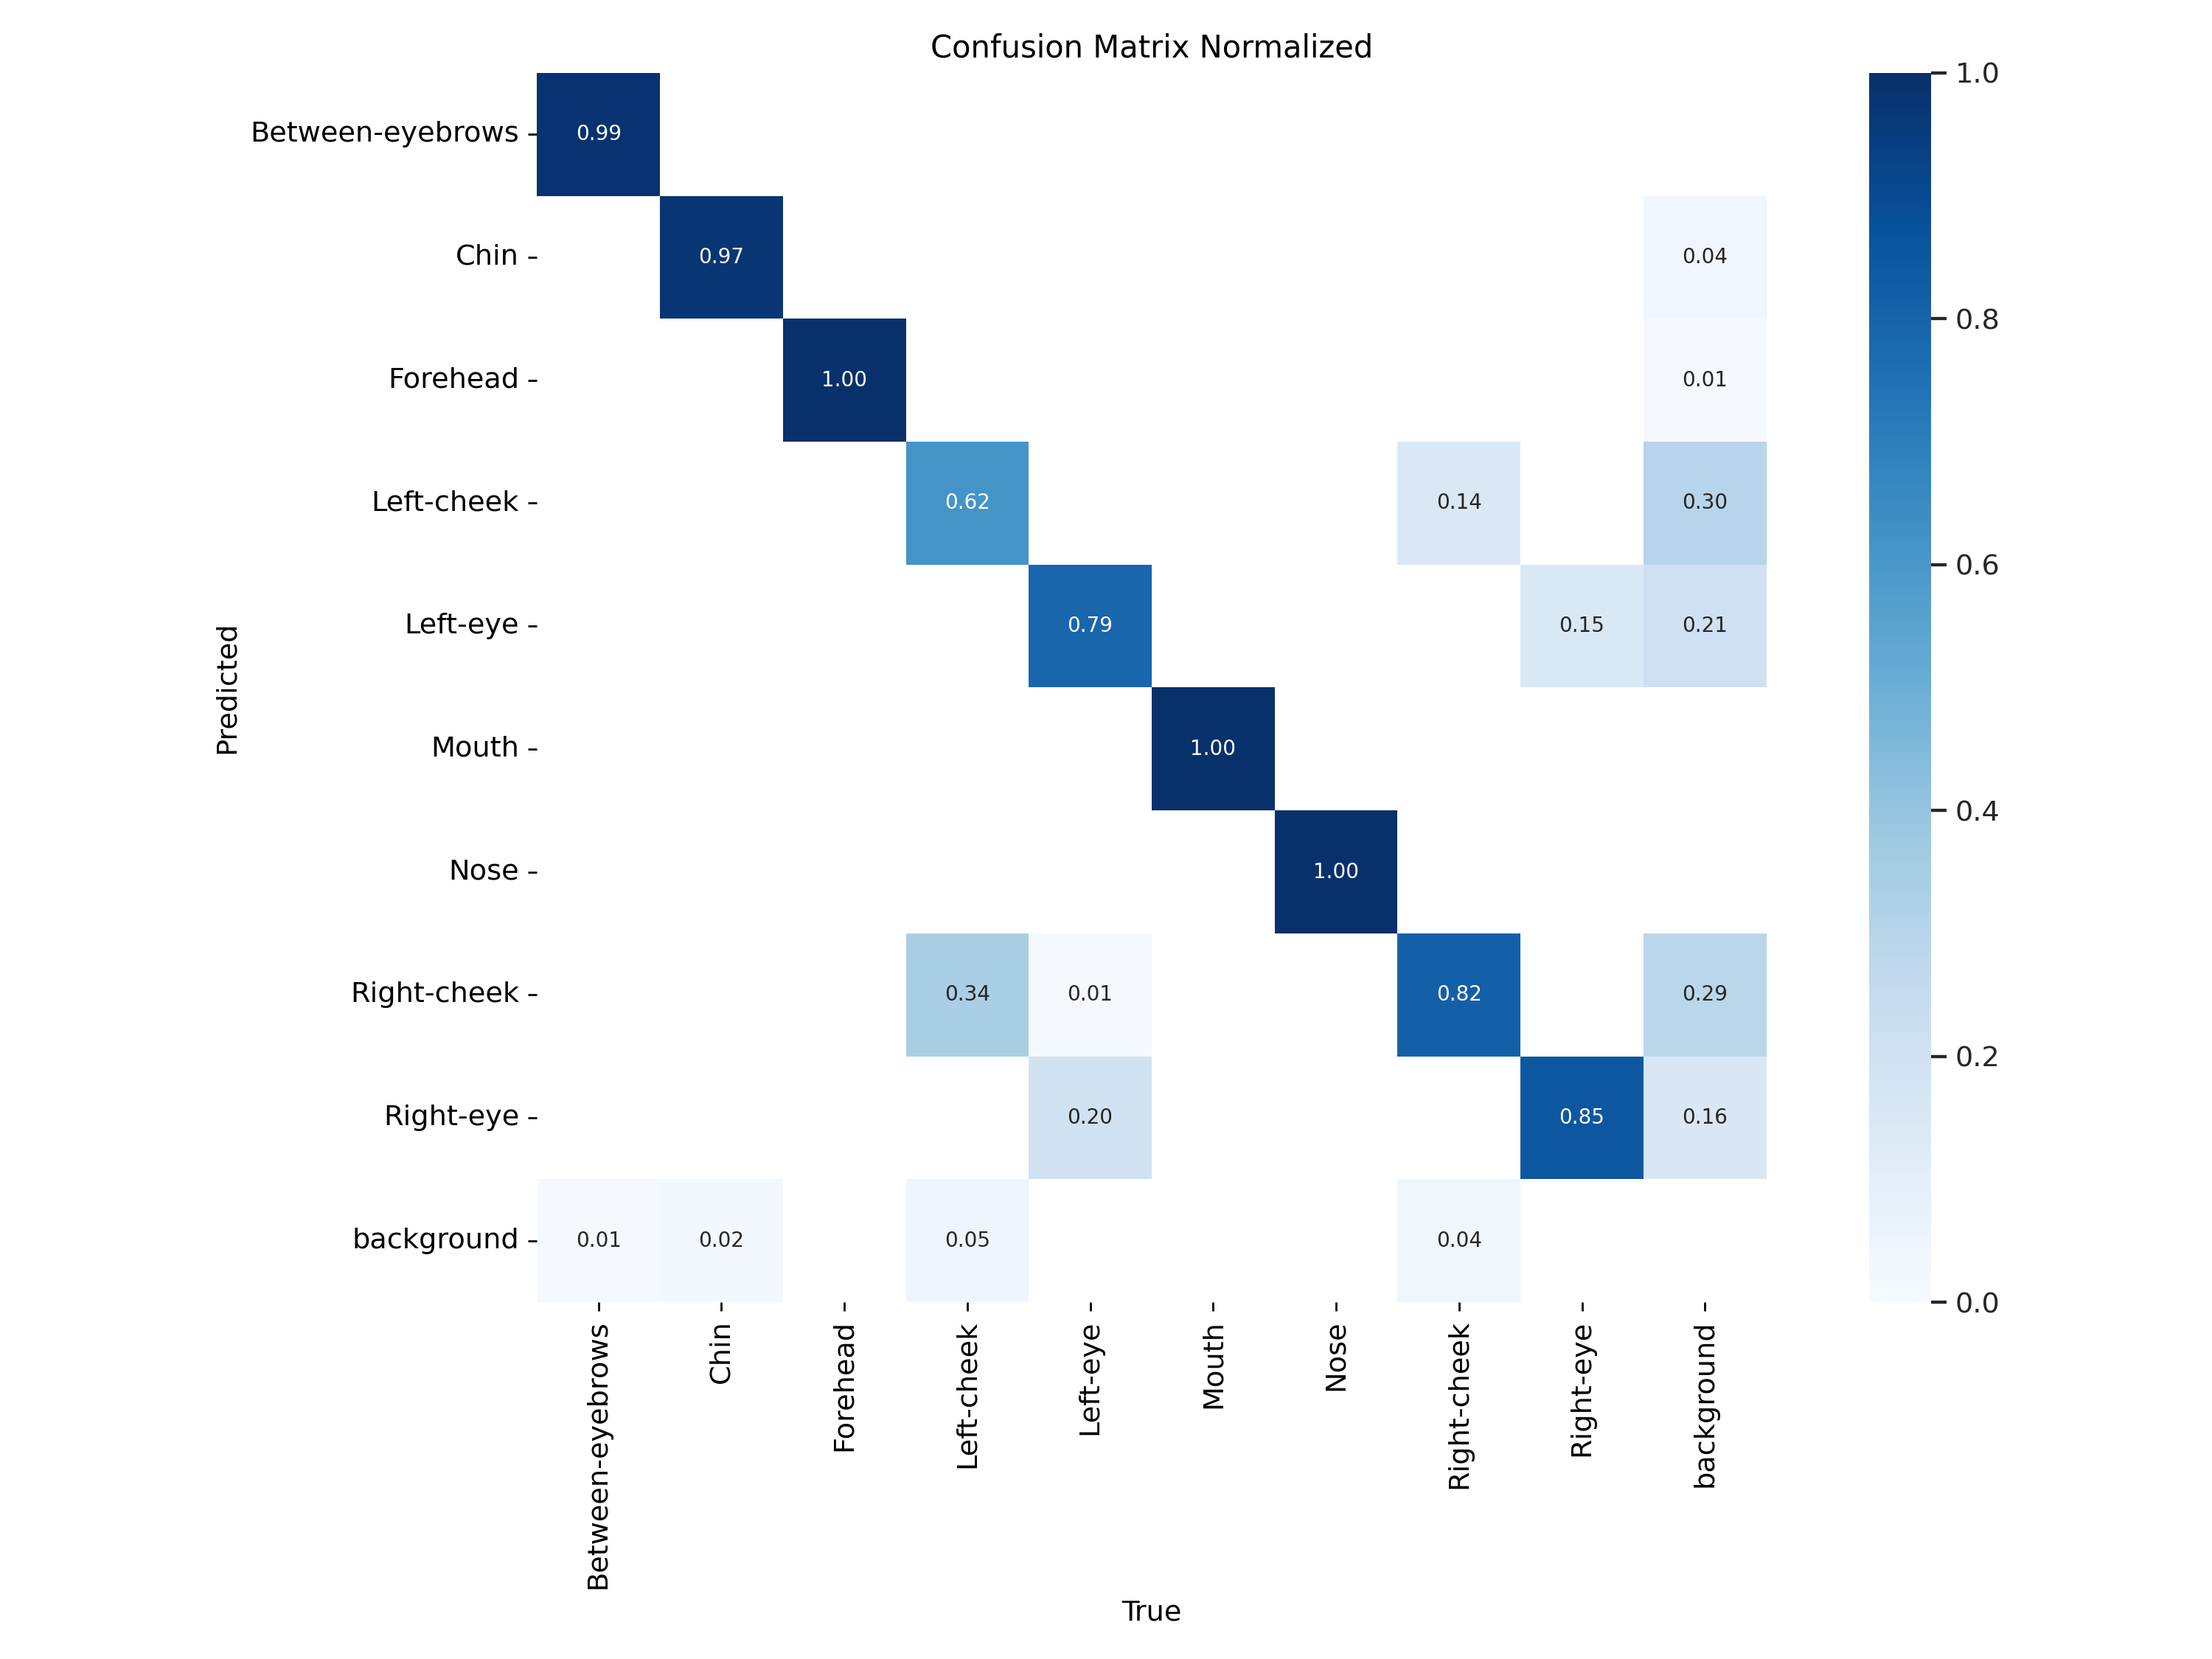 Confusion Matrix Normalized
Between-eyebrows 0.99
Chin 0.97 0.04
Forehead 1.00 0.01
Left-cheek 0.62 0.14 0.30
Left-eye 0.79 0.15 0.21
Mouth 1.00
Nose 1.00
Right-cheek 0.34 0.01 0.82 0.29
Right-eye 0.20 0.85 0.16
background 0.01 0.02 0.05 0.04
Predicted
Between-eyebrows
Chin
Forehead
Left-cheek
Left-eye
Mouth
Nose
Right-cheek
Right-eye
background
True
1.0
0.8
0.6
0.4
0.2
0.0